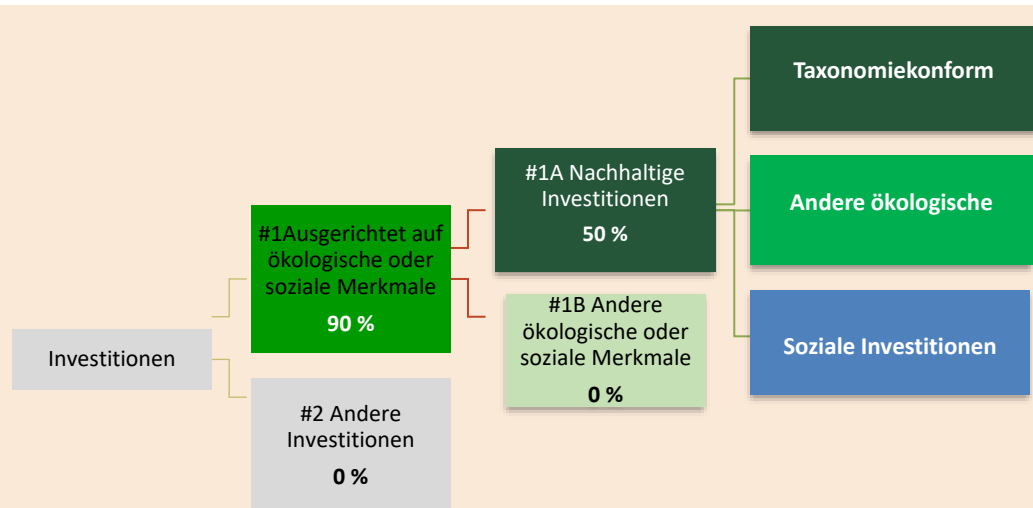 Investitionen
#1Ausgerichtet auf
ökologische oder
soziale Merkmale
90 %
#2 Andere
Investitionen
0 %
#1A Nachhaltige
Investitionen
50 %
#1B Andere
ökologische oder
soziale Merkmale
0 %
Taxonomiekonform
Andere ökologische
Soziale Investitionen